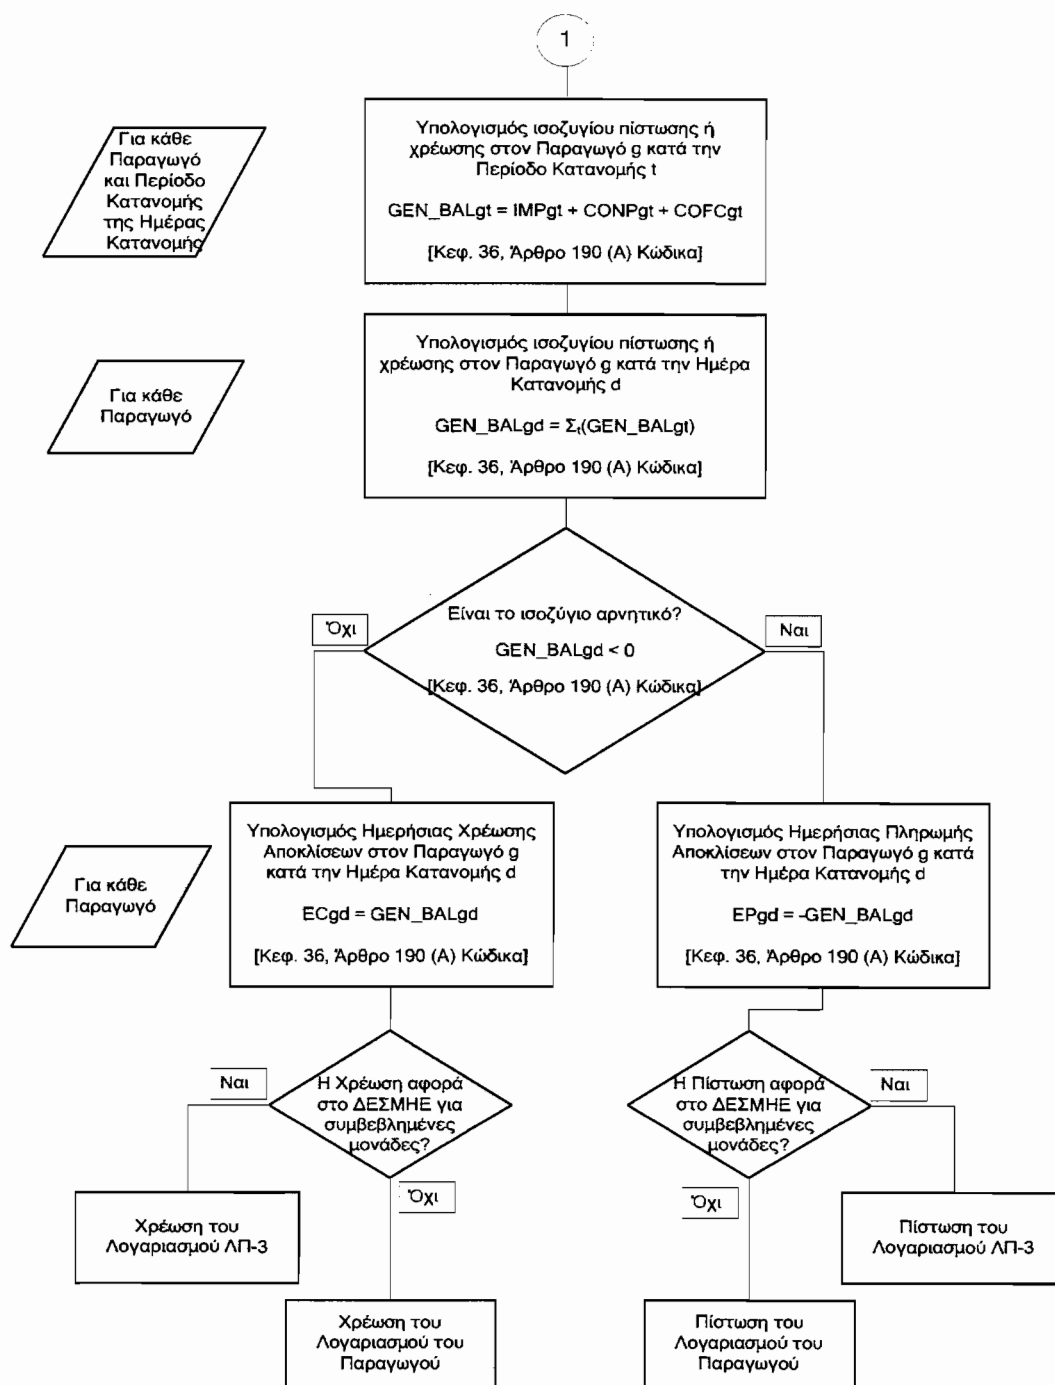 1
Για κάθε
Παραγωγό
και Περίοδο
Κατανομής
της Ημέρας
Κατανομής
Υπολογισμός ισοζυγίου πίστωσης ή
χρέωσης στον Παραγωγό g κατά την
Περίοδο Κατανομής t
GEN_BALgt = IMPgt + CONPgt + COFCgt
[Κεφ. 36, Άρθρο 190 (Α) Κώδικα]
Για κάθε
Παραγωγό
Υπολογισμός ισοζυγίου πίστωσης ή
χρέωσης στον Παραγωγό g κατά την Ημέρα
Κατανομής d
GEN_BALgd = Σt(GEN_BALgt)
[Κεφ. 36, Άρθρο 190 (Α) Κώδικα]
Είναι το ισοζύγιο αρνητικό?
GEN_BALgd < 0
[Κεφ. 36, Άρθρο 190 (Α) Κώδικα]
Όχι
Ναι
Για κάθε
Παραγωγό
Υπολογισμός Ημερήσιας Χρέωσης
Αποκλίσεων στον Παραγωγό g
κατά την Ημέρα Κατανομής d
ECgd = GEN_BALgd
[Κεφ. 36, Άρθρο 190 (Α) Κώδικα]
Υπολογισμός Ημερήσιας Πληρωμής
Αποκλίσεων στον Παραγωγό g κατά
την Ημέρα Κατανομής d
EPgd = -GEN_BALgd
[Κεφ. 36, Άρθρο 190 (Α) Κώδικα]
Ναι
Η Χρέωση αφορά
στο ΔΕΣΜΗΕ για
συμβεβλημένες
μονάδες?
Η Πίστωση αφορά
στο ΔΕΣΜΗΕ για
συμβεβλημένες
μονάδες?
Ναι
Όχι
Όχι
Χρέωση του
Λογαριασμού ΛΠ-3
Πίστωση του
Λογαριασμού ΛΠ-3
Χρέωση του
Λογαριασμού του
Παραγωγού
Πίστωση του
Λογαριασμού του
Παραγωγού